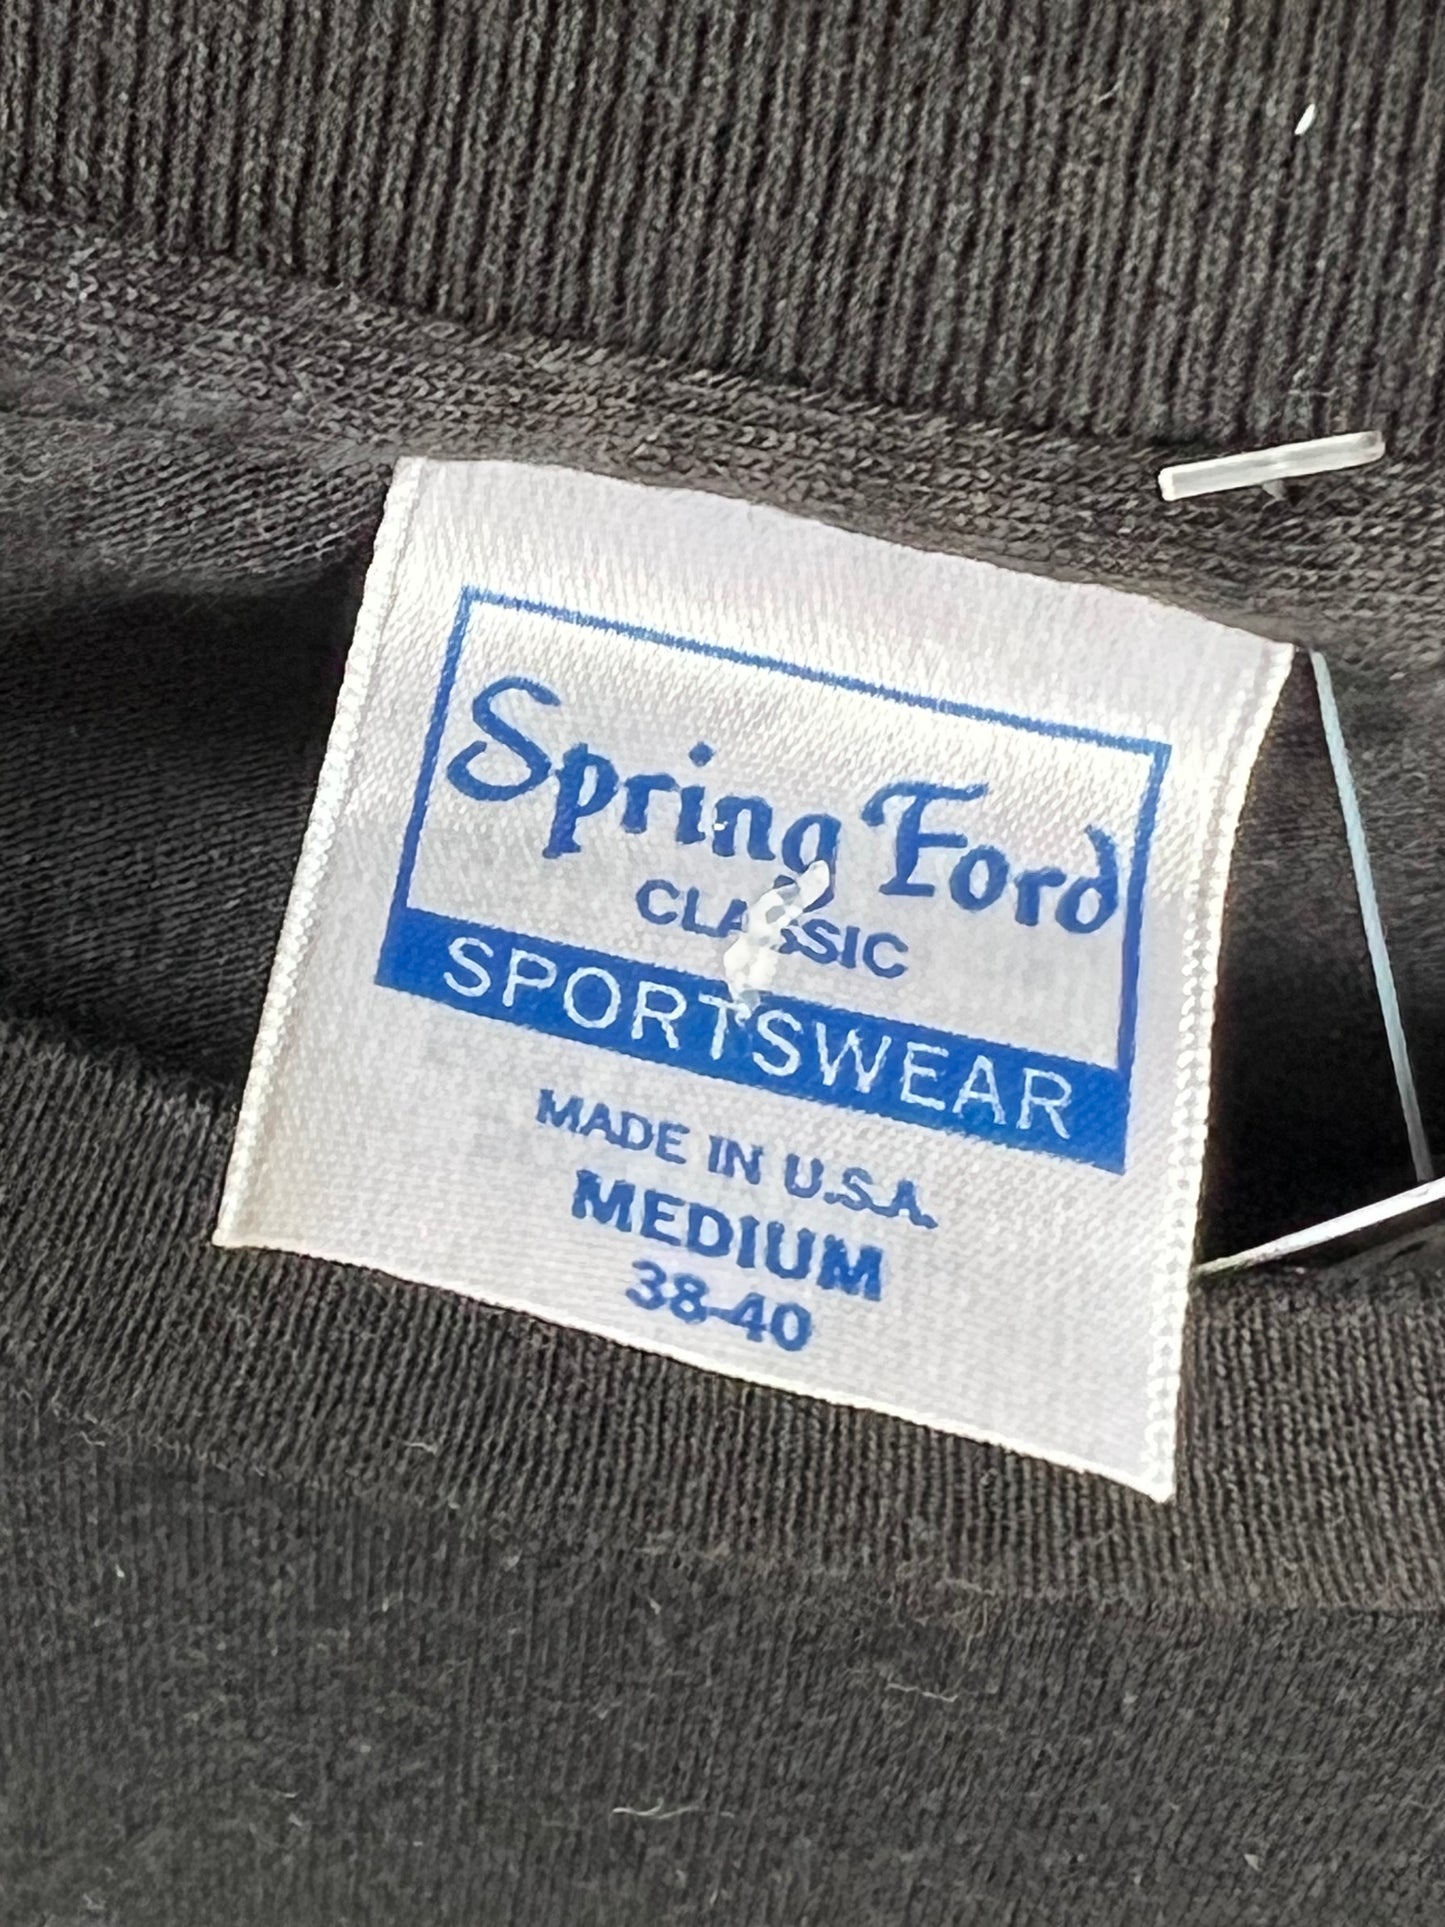 Spring Ford
CLASSIC
SPORTSWEAR
MADE IN U.S.A.
MEDIUM
38-40